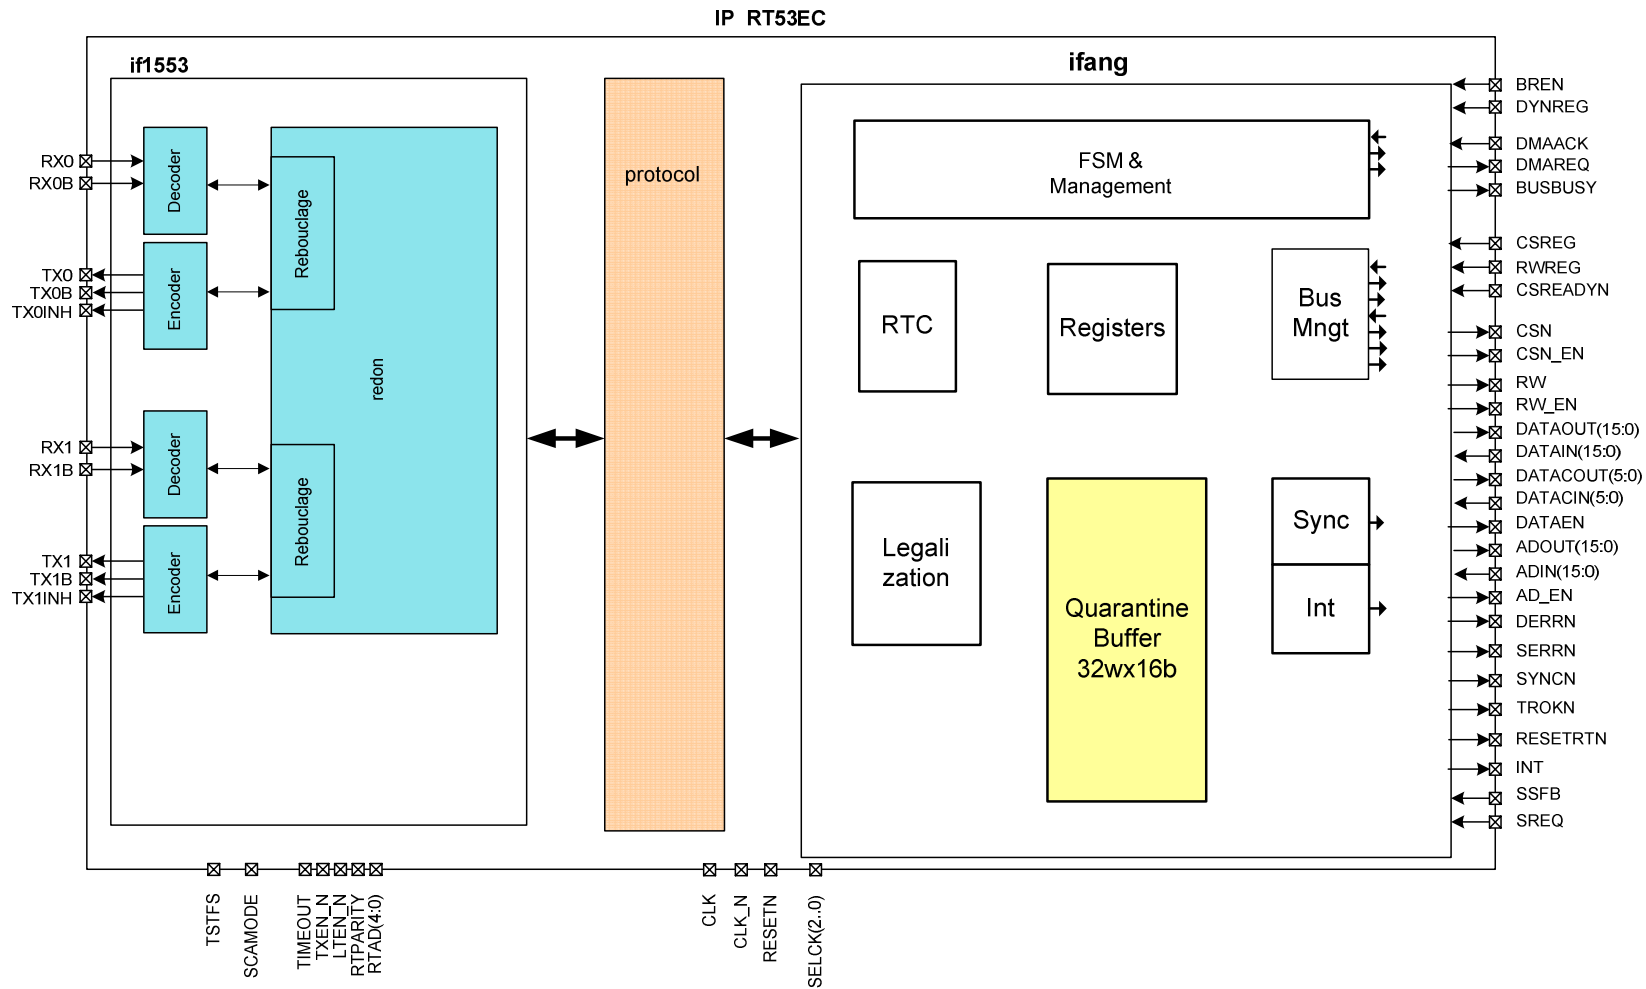 IP RT53EC
if1553
ifang
RX0
RX0B
TX0
TX0B
TX0INH
RX1
RX1B
TX1
TX1B
TX1INH
Decoder
Encoder
Decoder
Encoder
Rebouclage
Rebouclage
redon
protocol
FSM &
Management
RTC
Registers
Bus
Mngt
Legali
zation
Quarantine
Buffer
32wx16b
Sync
Int
BREN
DYNREG
DMAACK
DMAREQ
BUSBUSY
CSREG
RWREG
CSREADYN
CSN
CSN_EN
RW
RW_EN
DATAOUT(15:0)
DATAIN(15:0)
DATACOUT(5:0)
DATACIN(5:0)
DATAEN
ADOUT(15:0)
ADIN(15:0)
AD_EN
DERRN
SERRN
SYNCN
TROKN
RESETRTN
INT
SSFB
SREQ
TSTFS
SCAMODE
TIMEOUT
TXEN_N
LTEN_N
RTPARITY
RTAD(4:0)
CLK
CLK_N
RESETN
SELCK(2..0)